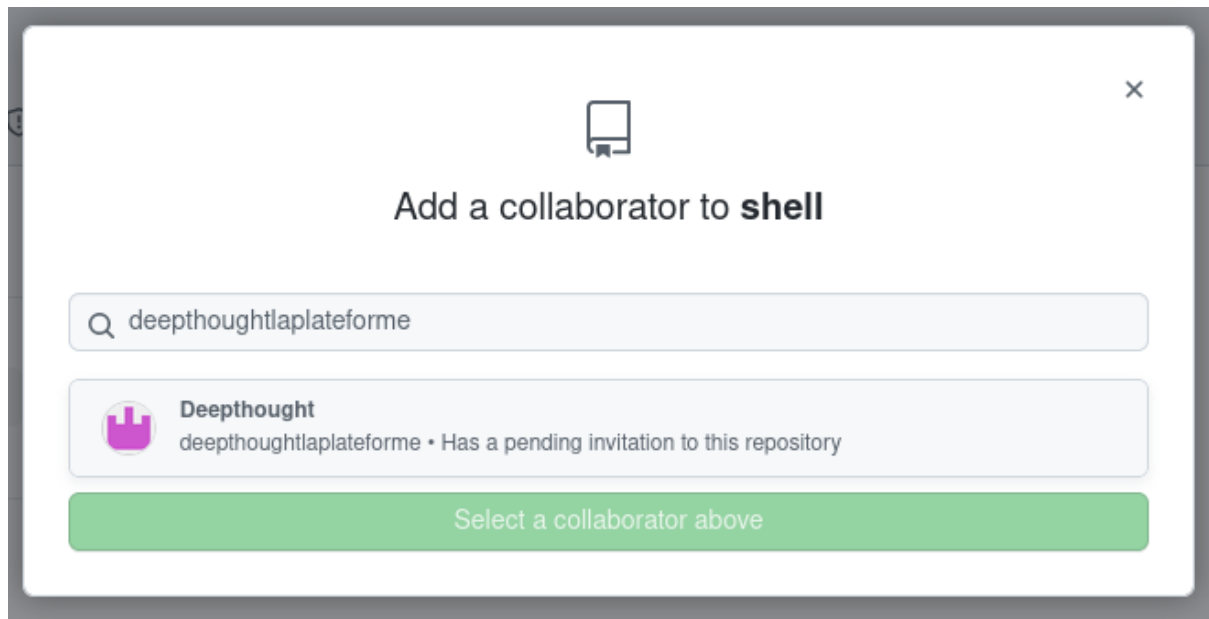 Add a collaborator to shell
deepthoughtlaplateforme
Deepthought
deepthoughtlaplateforme • Has a pending invitation to this repository
Select a collaborator above